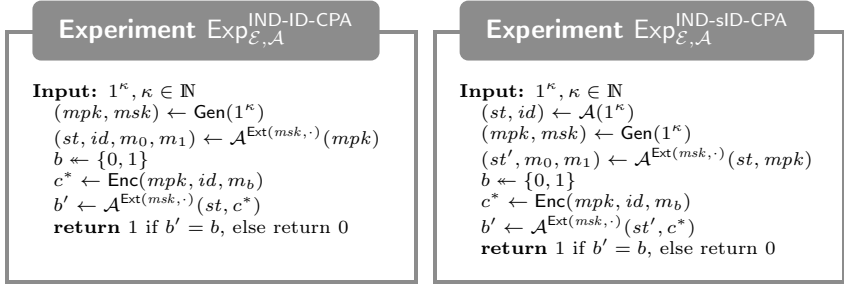 Experiment Exp^{IND-ID-CPA}_{ℰ,𝒜}
Input: 1^κ, κ ∈ ℕ
(mpk, msk) ← Gen(1^κ)
(st, id, m_0, m_1) ← 𝒜^{Ext(msk,·)}(mpk)
b ↞ {0, 1}
c* ← Enc(mpk, id, m_b)
b′ ← 𝒜^{Ext(msk,·)}(st, c*)
return 1 if b′ = b, else return 0
Experiment Exp^{IND-sID-CPA}_{ℰ,𝒜}
Input: 1^κ, κ ∈ ℕ
(st, id) ← 𝒜(1^κ)
(mpk, msk) ← Gen(1^κ)
(st′, m_0, m_1) ← 𝒜^{Ext(msk,·)}(st, mpk)
b ↞ {0, 1}
c* ← Enc(mpk, id, m_b)
b′ ← 𝒜^{Ext(msk,·)}(st′, c*)
return 1 if b′ = b, else return 0